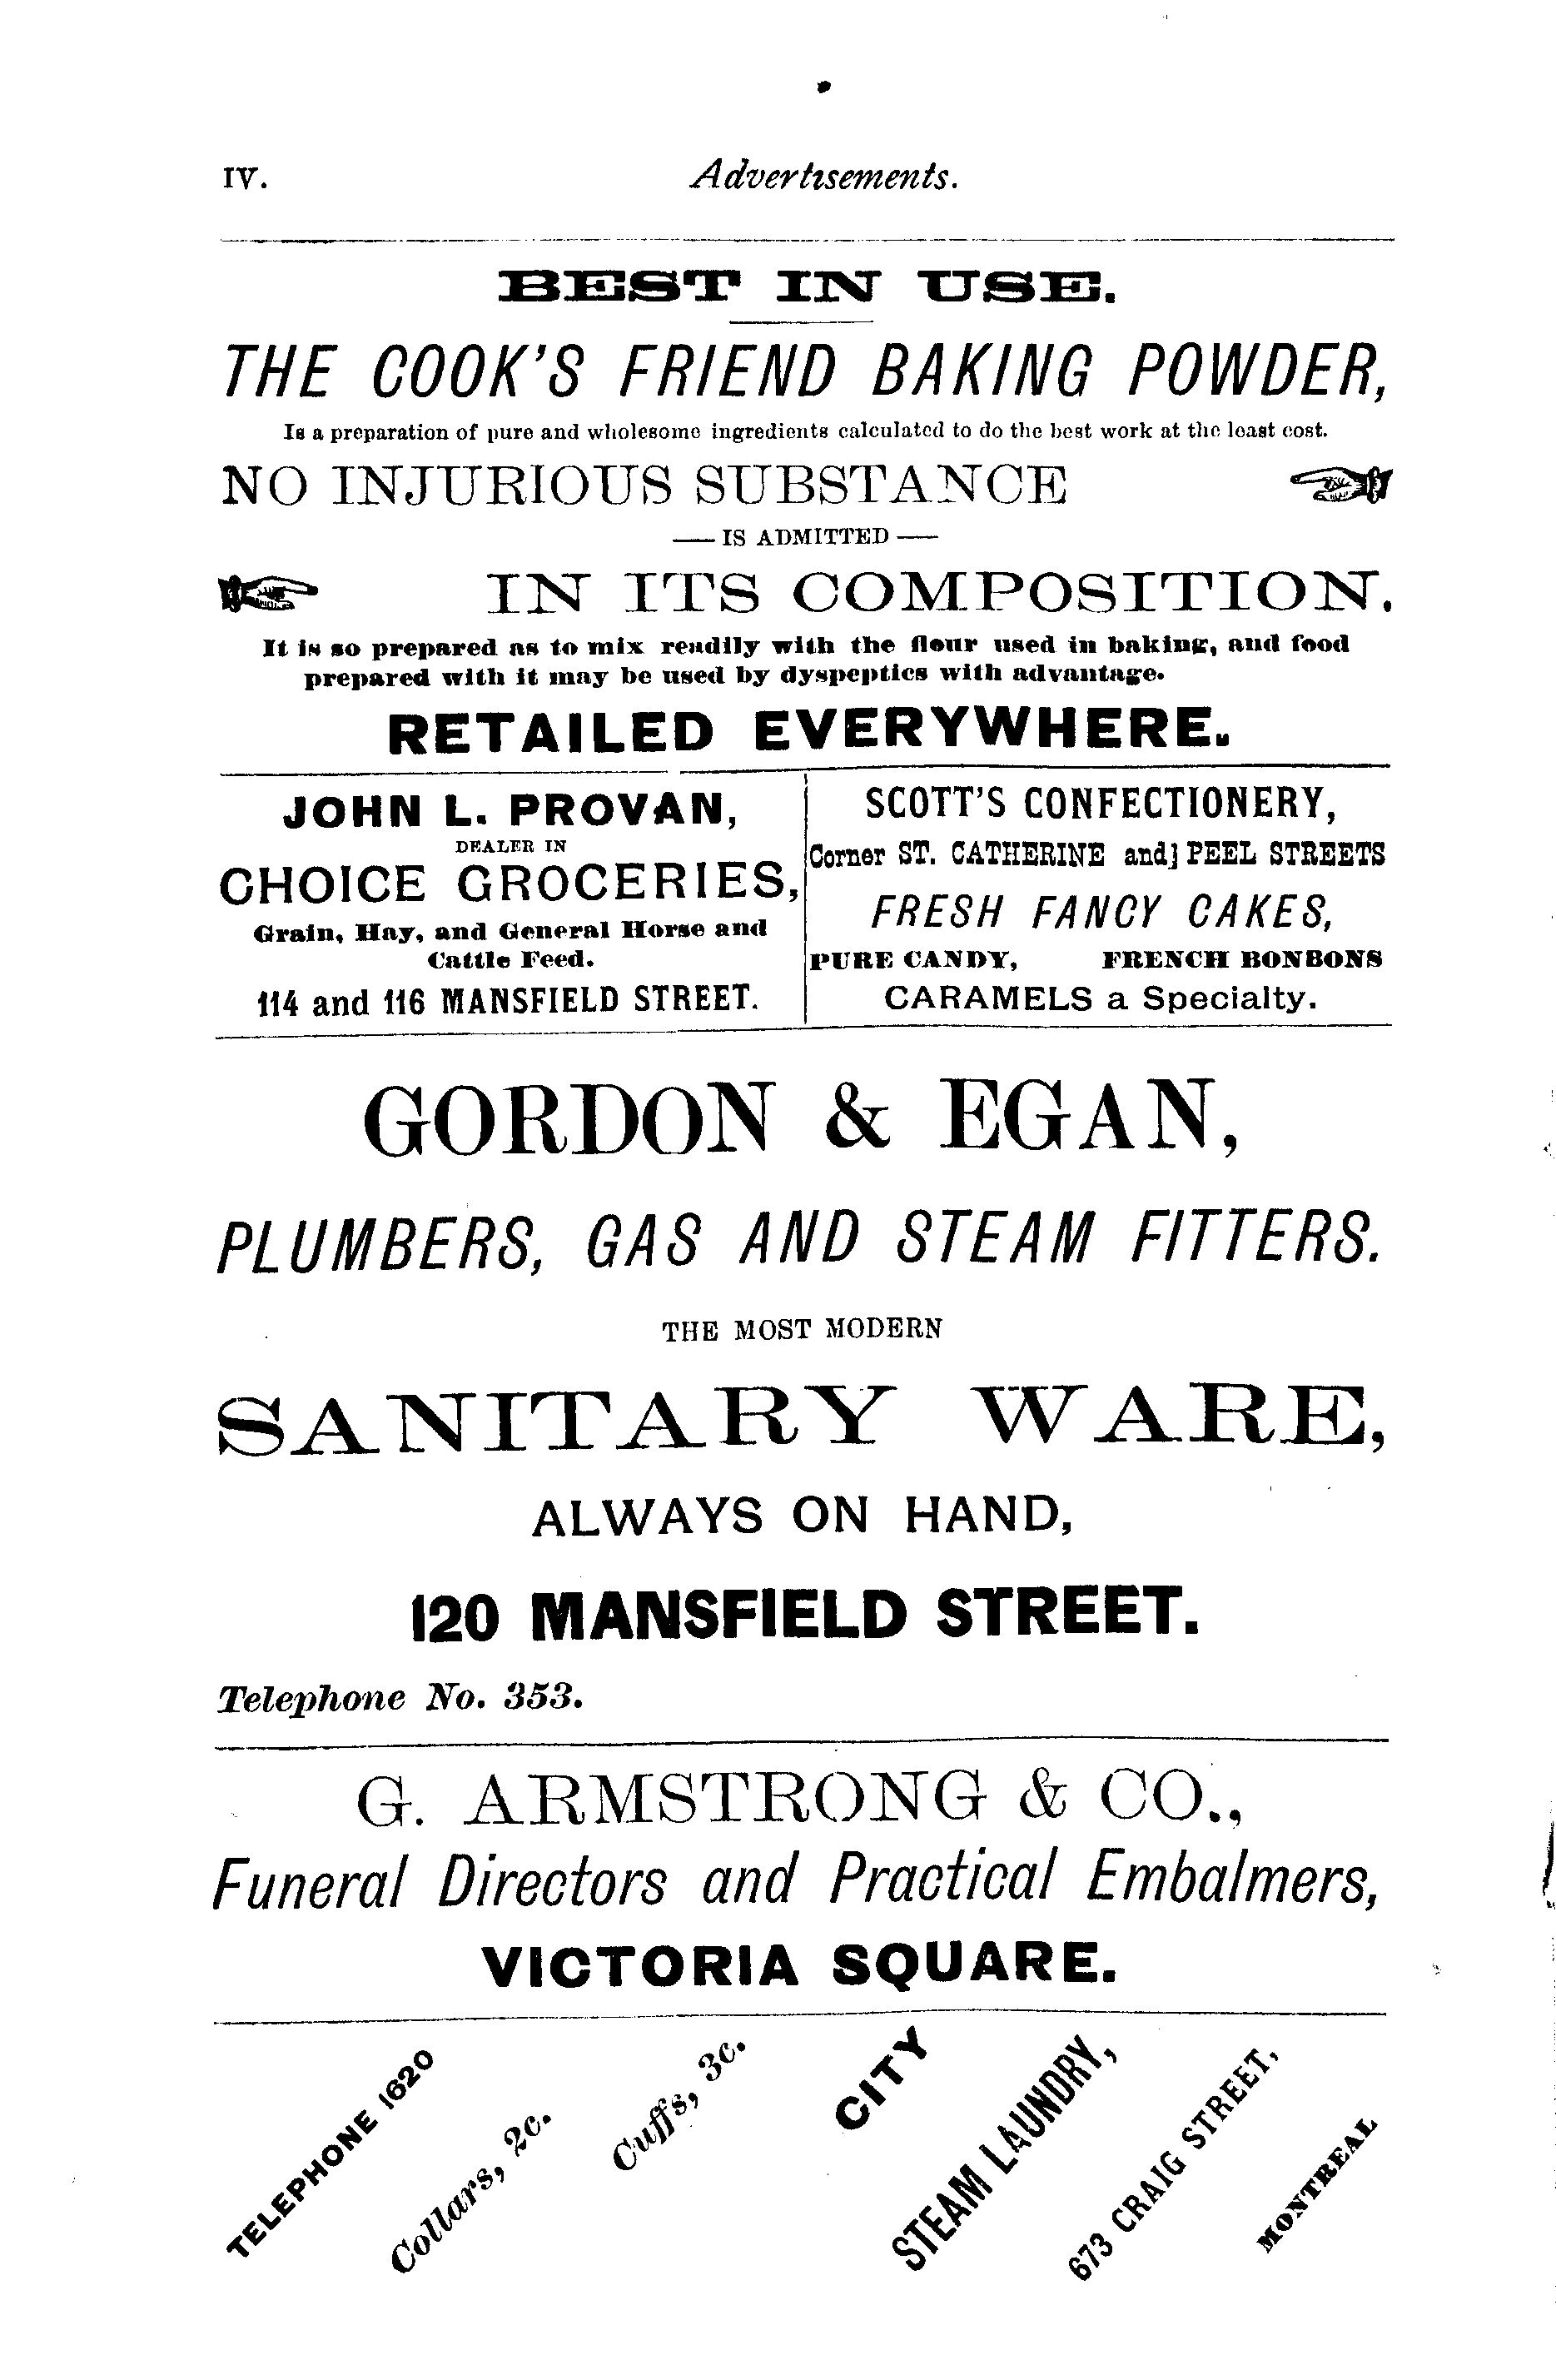 IV.
Advertisements.
BEST IN USE.
THE COOK'S FRIEND BAKING POWDER,
Is a preparation of pure and wholesome ingredients calculated to do the best work at the least cost.
NO INJURIOUS SUBSTANCE
— IS ADMITTED —
IN ITS COMPOSITION.
It is so prepared as to mix readily with the flour used in baking, and food
prepared with it may be used by dyspeptics with advantage.
RETAILED EVERYWHERE.
JOHN L. PROVAN,
DEALER IN
CHOICE GROCERIES,
Grain, Hay, and General Horse and
Cattle Feed.
114 and 116 MANSFIELD STREET.
SCOTT'S CONFECTIONERY,
Corner ST. CATHERINE and] PEEL STREETS
FRESH FANCY CAKES,
PURE CANDY, FRENCH BONBONS
CARAMELS a Specialty.
GORDON & EGAN,
PLUMBERS, GAS AND STEAM FITTERS.
THE MOST MODERN
SANITARY WARE,
ALWAYS ON HAND,
120 MANSFIELD STREET.
Telephone No. 353.
G. ARMSTRONG & CO.,
Funeral Directors and Practical Embalmers,
VICTORIA SQUARE.
TELEPHONE 1620
Collars, 2c.
Cuffs, 3c.
CITY
STEAM LAUNDRY,
673 CRAIG STREET,
MONTREAL